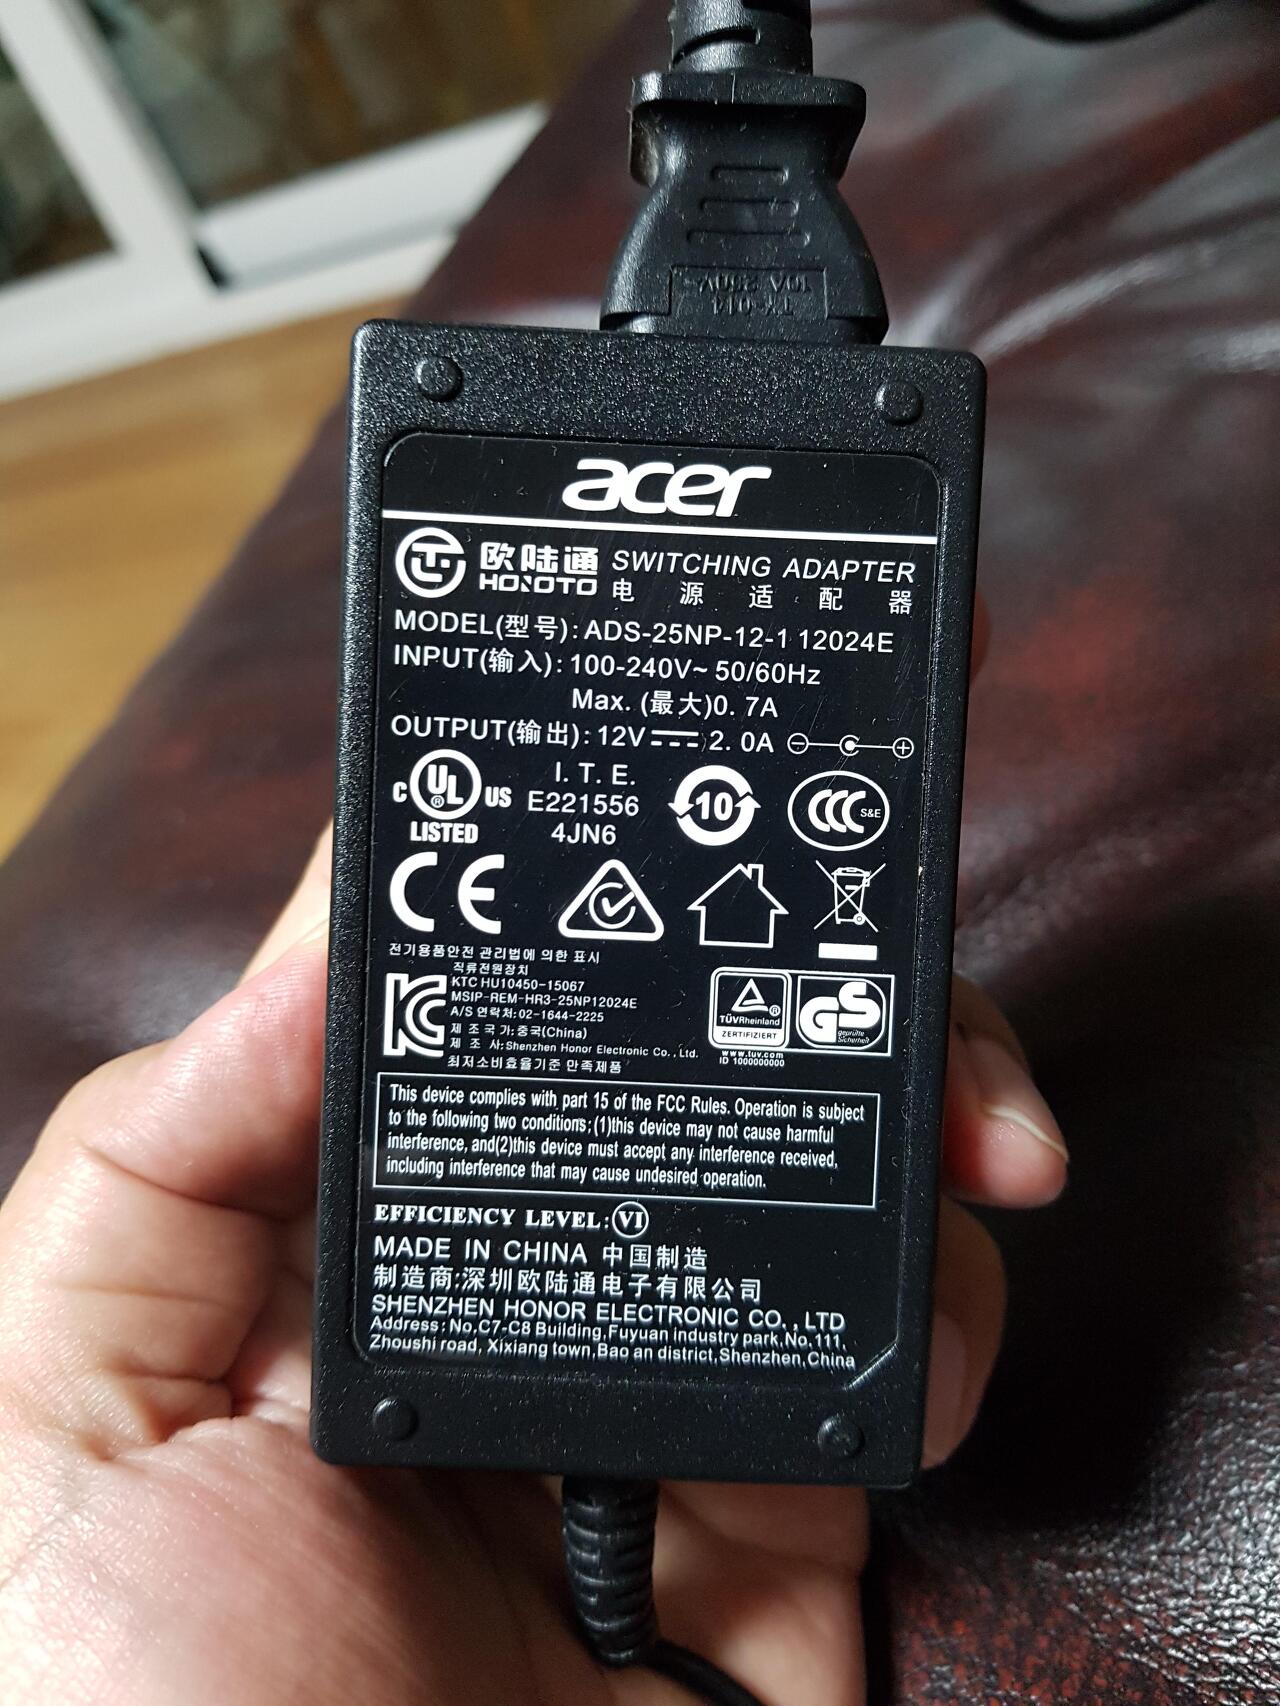 10A 250V~
TX-014
acer
欧陆通 SWITCHING ADAPTER
HONOTO 电源适配器
MODEL(型号): ADS-25NP-12-1 12024E
INPUT(输入): 100-240V~ 50/60Hz
Max. (最大)0. 7A
OUTPUT(输出): 12V 2. 0A
I. T. E.
C UL ® US E221556 10 CCC S&E
LISTED 4JN6
CE
전기용품안전 관리법에 의한 표시
직류전원장치
KTC HU10450-15067
MSIP-REM-HR3-25NP12024E
A/S 연락처: 02-1644-2225
제 조 국 가: 중국(China)
제 조 사: Shenzhen Honor Electronic Co., Ltd.
최저소비효율기준 만족제품
TÜVRheinland
ZERTIFIZIERT
www.tuv.com
ID 1000000000
GS
geprüfte
Sicherheit
This device complies with part 15 of the FCC Rules. Operation is subject
to the following two conditions; (1)this device may not cause harmful
interference, and(2)this device must accept any interference received,
including interference that may cause undesired operation.
EFFICIENCY LEVEL: VI
MADE IN CHINA 中国制造
制造商:深圳欧陆通电子有限公司
SHENZHEN HONOR ELECTRONIC CO. , LTD
Address: No.C7-C8 Building,Fuyuan industry park,No.111,
Zhoushi road, Xixiang town,Bao an district,Shenzhen,China